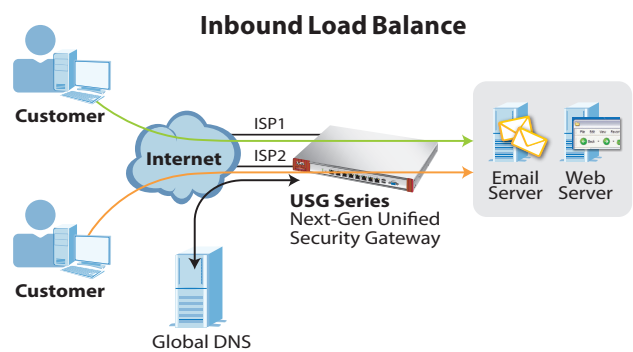 Inbound Load Balance
Customer
ISP1
Internet
ISP2
USG Series
Next-Gen Unified
Security Gateway
Email
Server
Web
Server
Customer
Global DNS